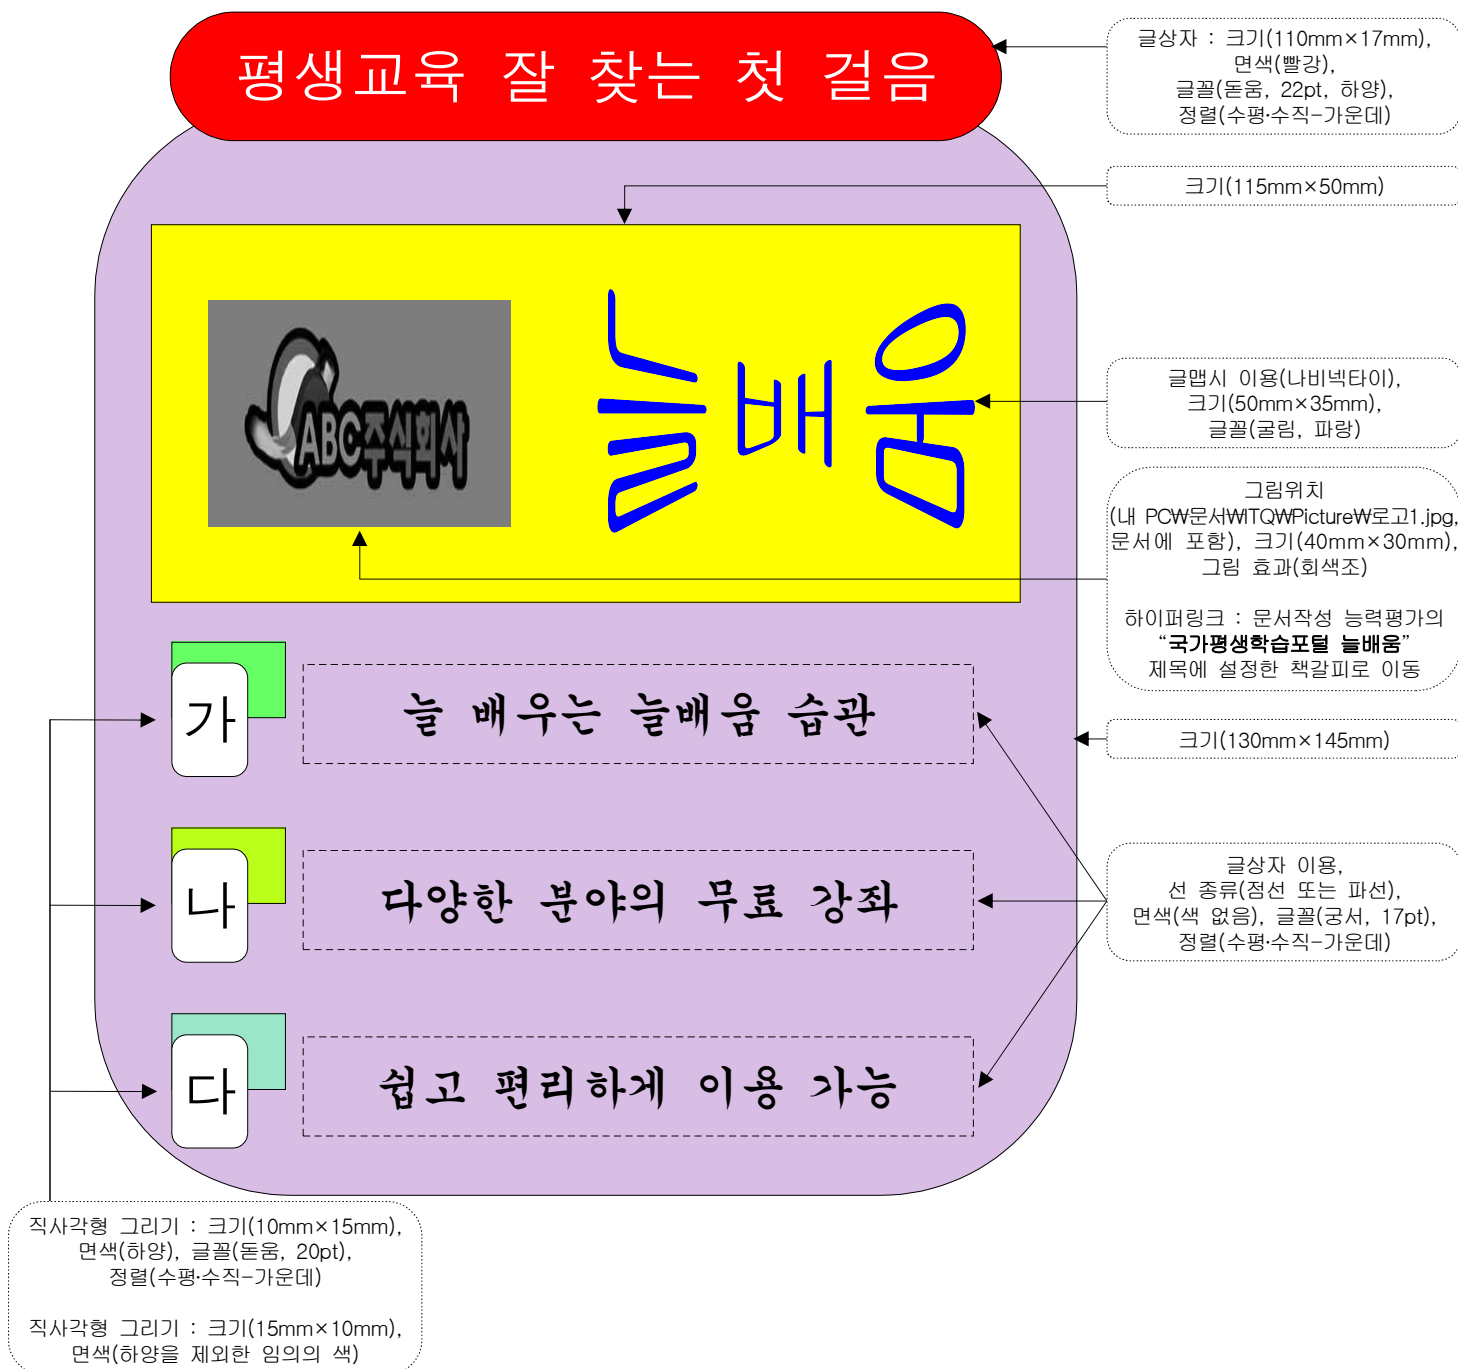 평생교육 잘 찾는 첫 걸음
글상자 : 크기(110mm×17mm),
면색(빨강),
글꼴(돋움, 22pt, 하양),
정렬(수평·수직-가운데)
크기(115mm×50mm)
ABC주식회사
늘배움
글맵시 이용(나비넥타이),
크기(50mm×35mm),
글꼴(굴림, 파랑)
그림위치
(내 PC₩문서₩ITQ₩Picture₩로고1.jpg,
문서에 포함), 크기(40mm×30mm),
그림 효과(회색조)
하이퍼링크 : 문서작성 능력평가의
“국가평생학습포털 늘배움”
제목에 설정한 책갈피로 이동
가
늘 배우는 늘배움 습관
크기(130mm×145mm)
나
다양한 분야의 무료 강좌
글상자 이용,
선 종류(점선 또는 파선),
면색(색 없음), 글꼴(궁서, 17pt),
정렬(수평·수직-가운데)
다
쉽고 편리하게 이용 가능
직사각형 그리기 : 크기(10mm×15mm),
면색(하양), 글꼴(돋움, 20pt),
정렬(수평·수직-가운데)
직사각형 그리기 : 크기(15mm×10mm),
면색(하양을 제외한 임의의 색)